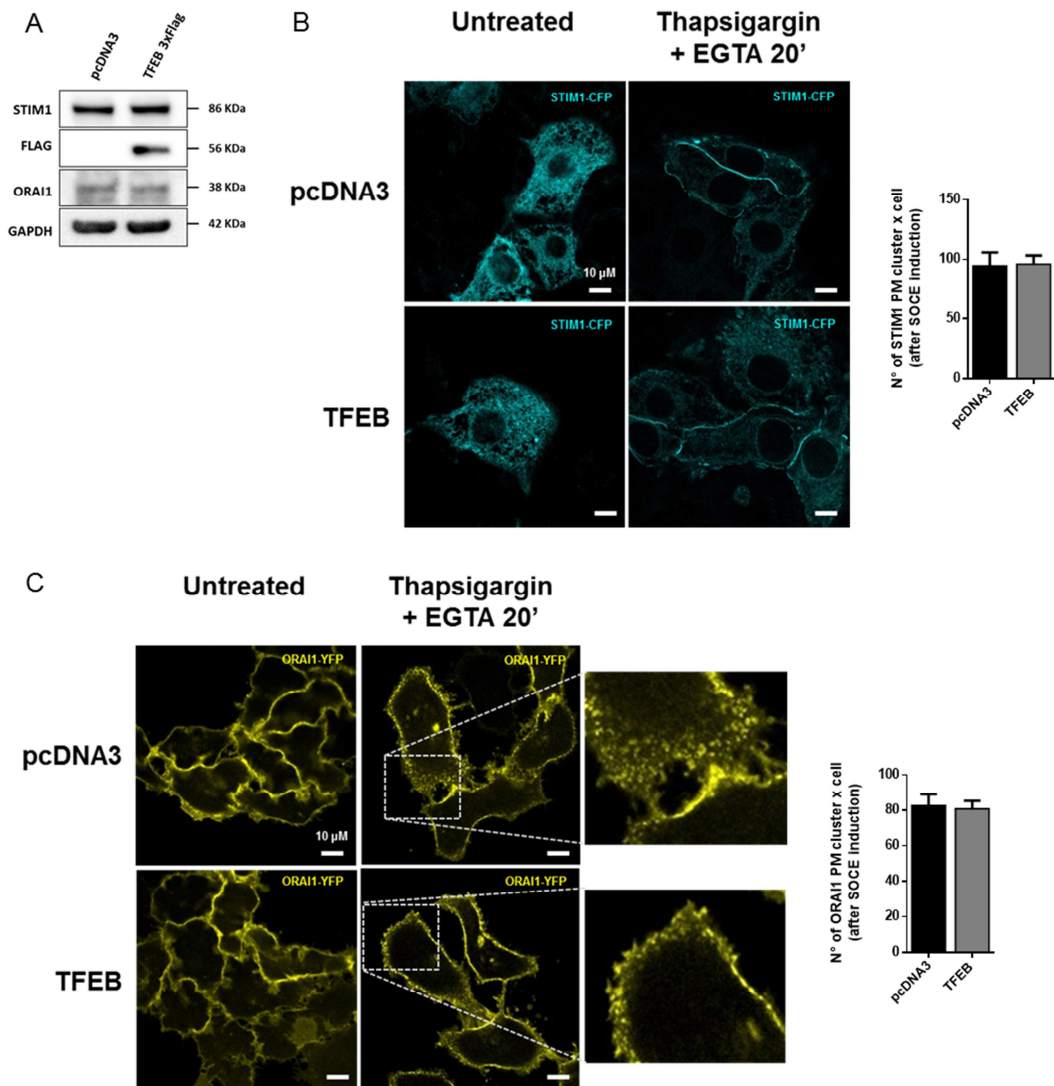 A
pcDNA3
TFEB 3xFlag
STIM1
86 KDa
FLAG
56 KDa
ORAI1
38 KDa
GAPDH
42 KDa
B
Untreated
Thapsigargin
+ EGTA 20'
pcDNA3
STIM1-CFP
10 µM
STIM1-CFP
TFEB
STIM1-CFP
STIM1-CFP
N° of STIM1 PM cluster x cell
(after SOCE induction)
150
100
50
0
pcDNA3
TFEB
C
Untreated
Thapsigargin
+ EGTA 20'
pcDNA3
ORAI1-YFP
10 µM
ORAI1-YFP
TFEB
ORAI1-YFP
ORAI1-YFP
N° of ORAI1 PM cluster x cell
(after SOCE induction)
100
80
60
40
20
0
pcDNA3
TFEB